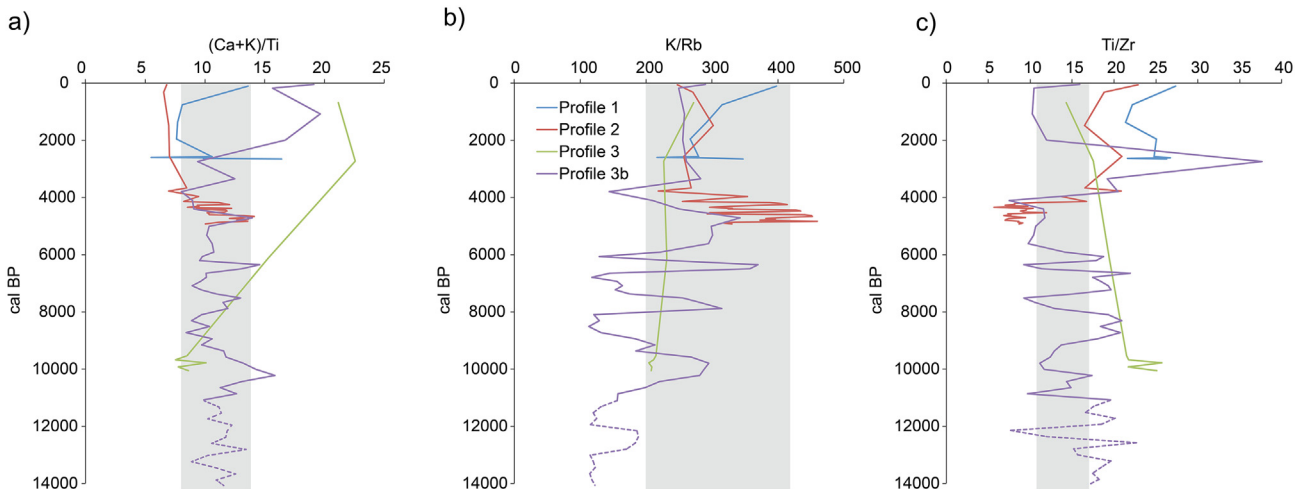 a)
(Ca+K)/Ti
0 5 10 15 20 25
0
2000
4000
6000
8000
10000
12000
14000
cal BP
b)
K/Rb
0 100 200 300 400 500
0
2000
4000
6000
8000
10000
12000
14000
cal BP
Profile 1
Profile 2
Profile 3
Profile 3b
c)
Ti/Zr
0 5 10 15 20 25 30 35 40
0
2000
4000
6000
8000
10000
12000
14000
cal BP